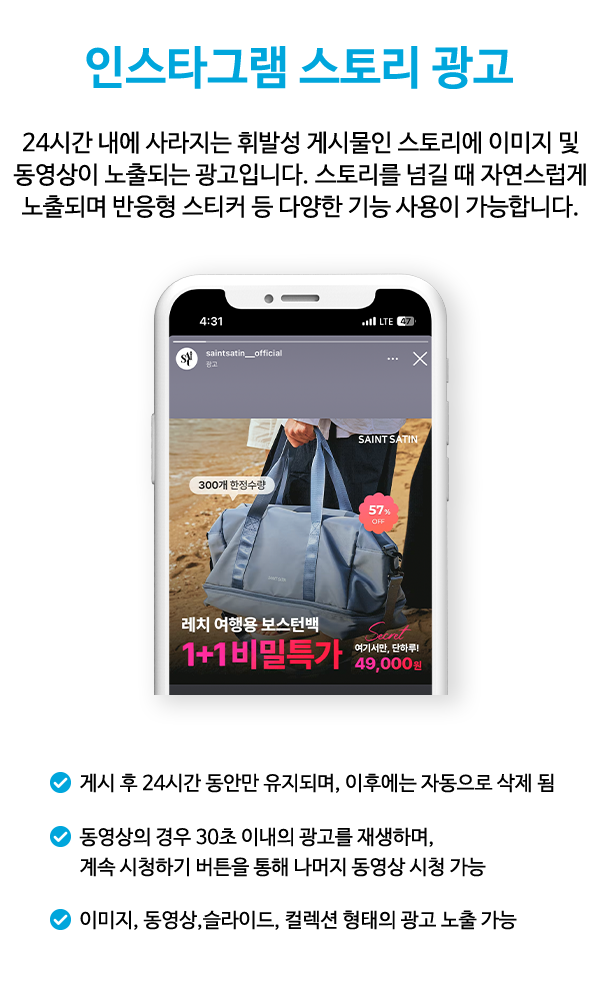 인스타그램 스토리 광고
24시간 내에 사라지는 휘발성 게시물인 스토리에 이미지 및
동영상이 노출되는 광고입니다. 스토리를 넘길 때 자연스럽게
노출되며 반응형 스티커 등 다양한 기능 사용이 가능합니다.
4:31
LTE 47
saintsatin__official
광고
SAINT SATIN
300개 한정수량
57%
OFF
레치 여행용 보스턴백
1+1 비밀특가
Secret
여기서만, 단하루!
49,000원
게시 후 24시간 동안만 유지되며, 이후에는 자동으로 삭제 됨
동영상의 경우 30초 이내의 광고를 재생하며,
계속 시청하기 버튼을 통해 나머지 동영상 시청 가능
이미지, 동영상,슬라이드, 컬렉션 형태의 광고 노출 가능